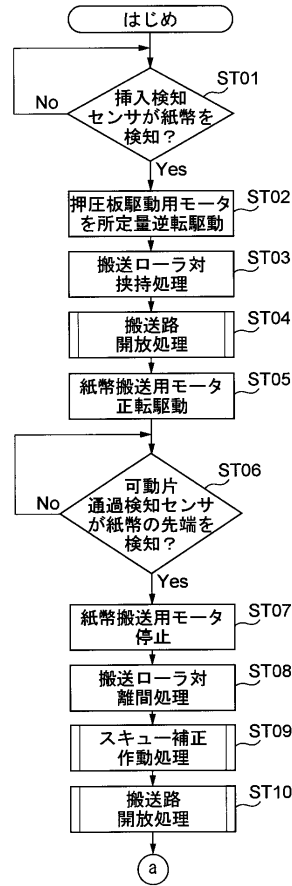 はじめ
ST01
挿入検知
センサが紙幣を
検知？
No
Yes
ST02
押圧板駆動用モータ
を所定量逆転駆動
ST03
搬送ローラ対
挟持処理
ST04
搬送路
開放処理
ST05
紙幣搬送用モータ
正転駆動
ST06
可動片
通過検知センサ
が紙幣の先端を
検知？
No
Yes
ST07
紙幣搬送用モータ
停止
ST08
搬送ローラ対
離間処理
ST09
スキュー補正
作動処理
ST10
搬送路
開放処理
a